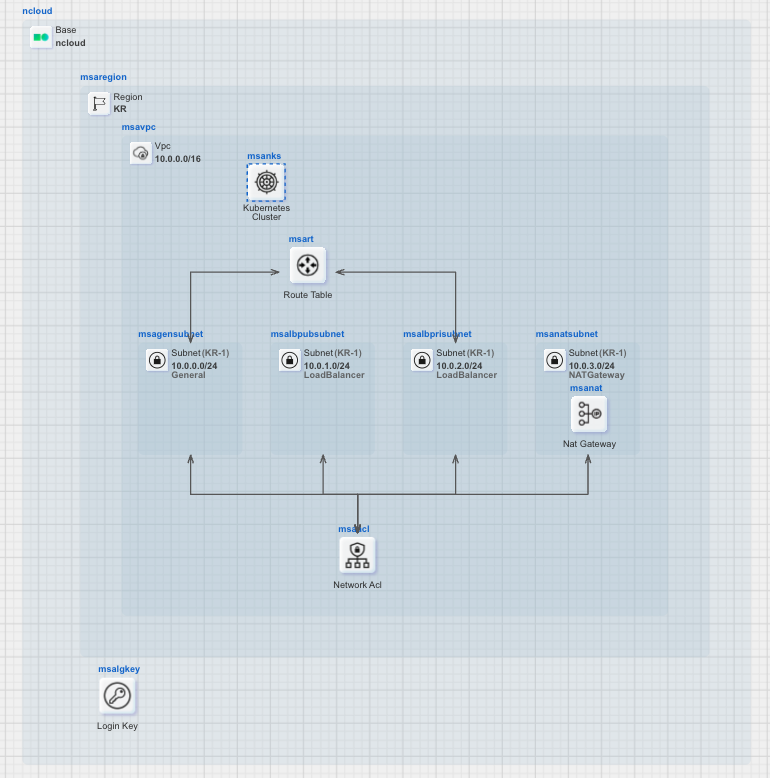 ncloud
Base
ncloud
msaregion
Region
KR
msavpc
Vpc
10.0.0.0/16
msanks
Kubernetes
Cluster
msart
Route Table
msagensubnet
Subnet (KR-1)
10.0.0.0/24
General
msalbpubsubnet
Subnet (KR-1)
10.0.1.0/24
LoadBalancer
msalbprisubnet
Subnet (KR-1)
10.0.2.0/24
LoadBalancer
msanatsubnet
Subnet (KR-1)
10.0.3.0/24
NATGateway
msanat
Nat Gateway
msaacl
Network Acl
msalgkey
Login Key